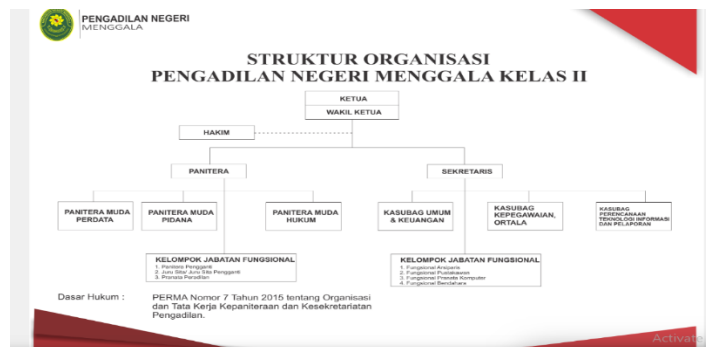 PENGADILAN NEGERI
MENGGALA
STRUKTUR ORGANISASI
PENGADILAN NEGERI MENGGALA KELAS II
KETUA
WAKIL KETUA
HAKIM
PANITERA
SEKRETARIS
PANITERA MUDA
PERDATA
PANITERA MUDA
PIDANA
PANITERA MUDA
HUKUM
KASUBAG UMUM
& KEUANGAN
KASUBAG
KEPEGAWAIAN,
ORTALA
KASUBAG
PERENCANAAN
TEKNOLOGI INFORMASI
DAN PELAPORAN
KELOMPOK JABATAN FUNGSIONAL
1. Panitera Pengganti
2. Juru Sita/ Juru Sita Pengganti
3. Pranata Peradilan
KELOMPOK JABATAN FUNGSIONAL
1. Fungsional Arsiparis
2. Fungsional Pustakawan
3. Fungsional Pranata Komputer
4. Fungsional Bendahara
Dasar Hukum :
PERMA Nomor 7 Tahun 2015 tentang Organisasi
dan Tata Kerja Kepaniteraan dan Kesekretariatan
Pengadilan.